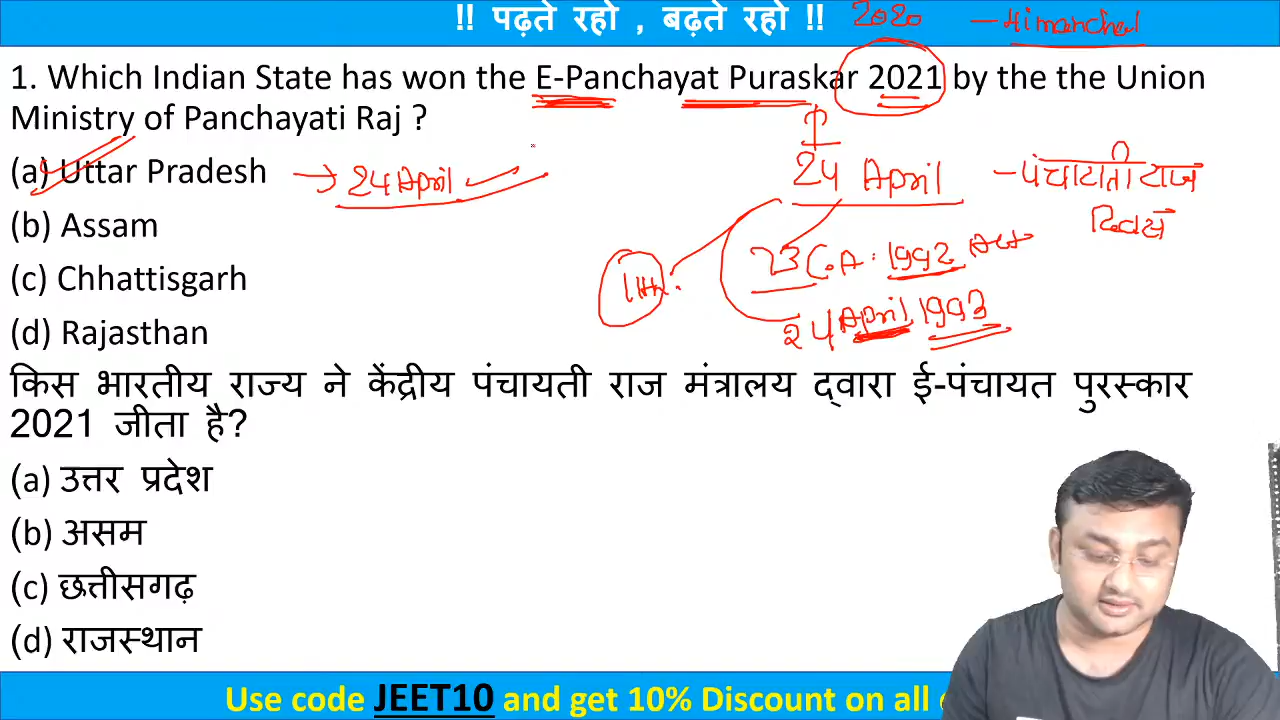 !! पढ़ते रहो , बढ़ते रहो !! 2020 - Himanchal
1. Which Indian State has won the E-Panchayat Puraskar 2021 by the the Union
Ministry of Panchayati Raj ?
(a) Uttar Pradesh → 24 April
24 April - पंचायती राज
दिवस
(b) Assam
23 C.A. 1992 Act
11th.
(c) Chhattisgarh
24 April 1993
(d) Rajasthan
किस भारतीय राज्य ने केंद्रीय पंचायती राज मंत्रालय द्वारा ई-पंचायत पुरस्कार
2021 जीता है?
(a) उत्तर प्रदेश
(b) असम
(c) छत्तीसगढ़
(d) राजस्थान
Use code JEET10 and get 10% Discount on all